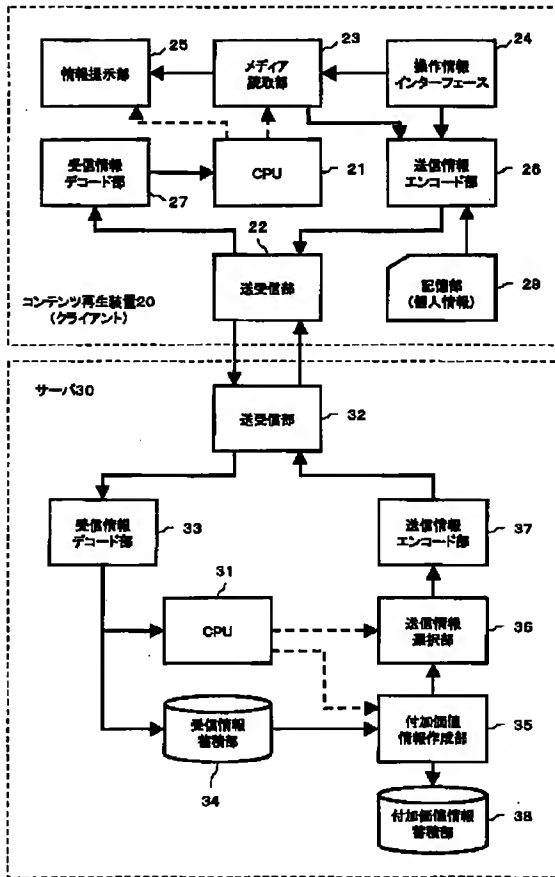 25
情報提示部
23
メディア
読取部
24
操作情報
インターフェース
受信情報
デコード部
27
CPU
21
送信情報
エンコード部
26
22
送受信部
記憶部
(個人情報)
28
コンテンツ再生装置20
(クライアント)
サーバ30
送受信部
32
受信情報
デコード部
33
送信情報
エンコード部
37
31
CPU
送信情報
選択部
36
受信情報
蓄積部
34
付加価値
情報作成部
35
付加価値情報
蓄積部
38